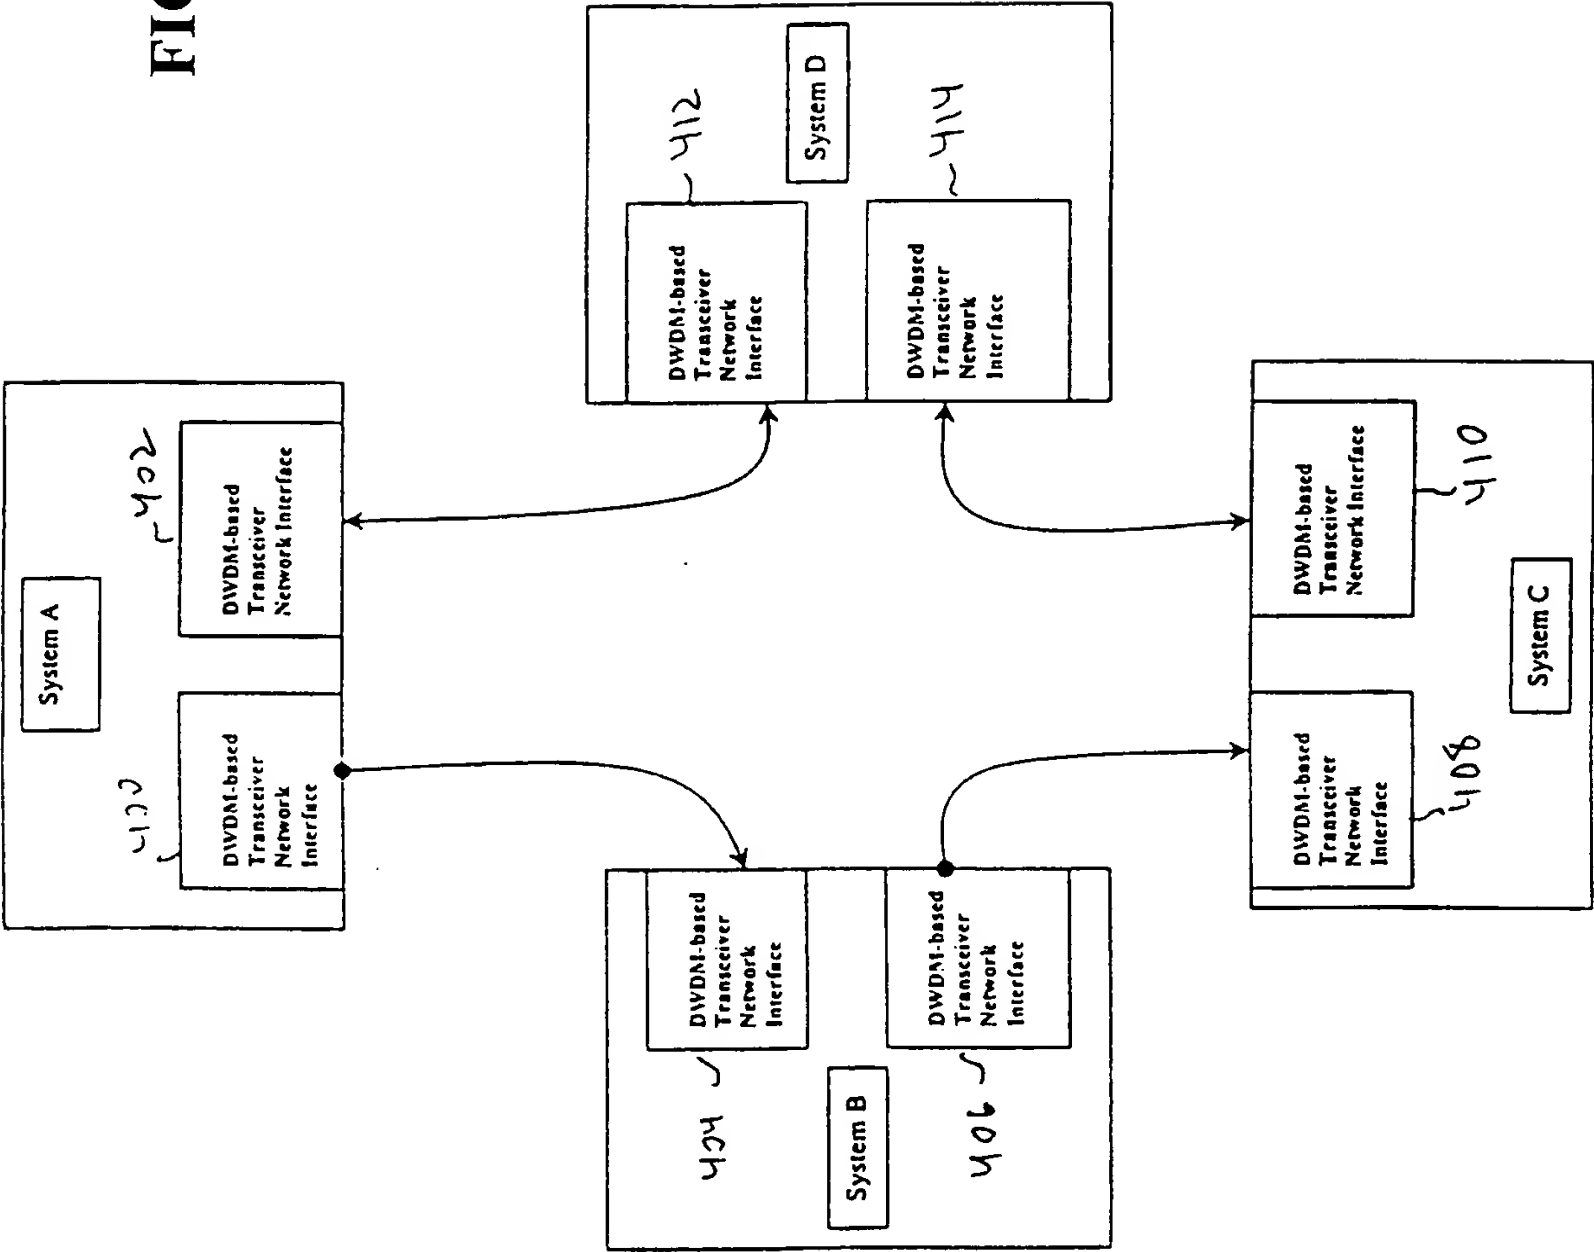 FIG
System A
400
402
DWDM-based
Transceiver
Network
Interface
DWDM-based
Transceiver
Network Interface
404
DWDM-based
Transceiver
Network
Interface
System B
406
DWDM-based
Transceiver
Network
Interface
412
DWDM-based
Transceiver
Network
Interface
System D
414
DWDM-based
Transceiver
Network
Interface
DWDM-based
Transceiver
Network
Interface
408
DWDM-based
Transceiver
Network Interface
410
System C